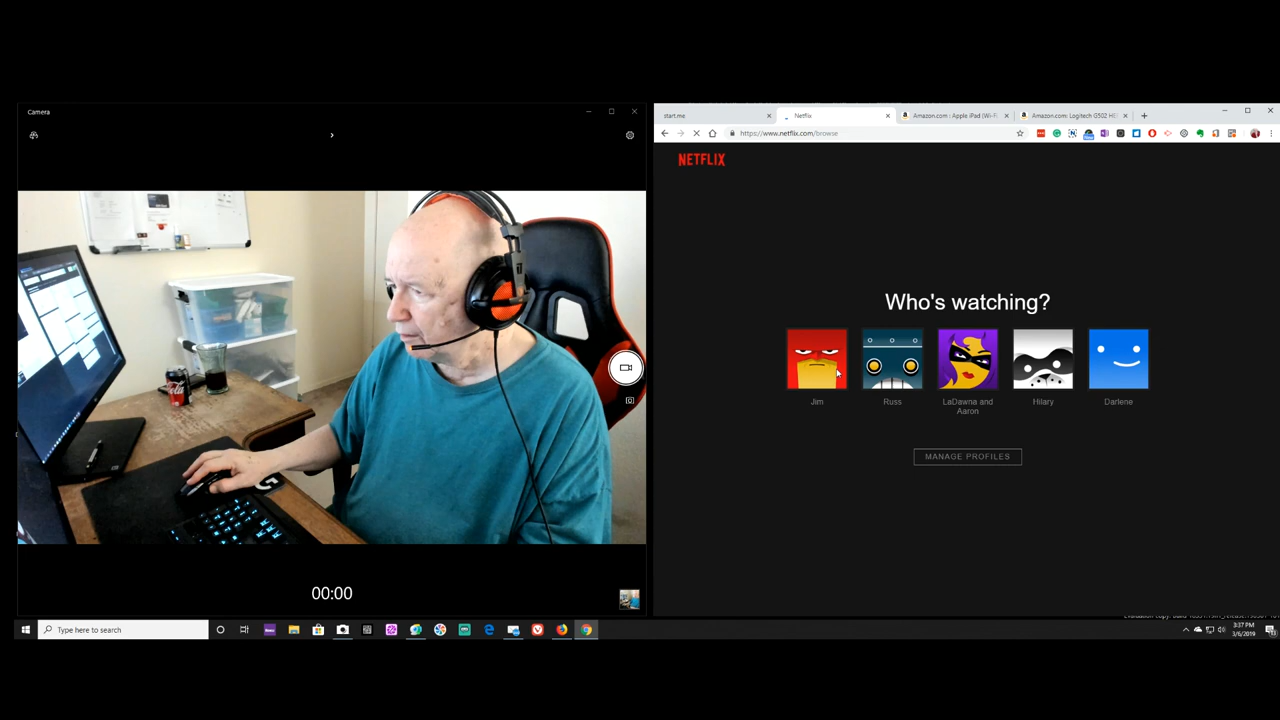 Camera
00:00
start.me
Netflix
Amazon.com : Apple iPad (Wi-Fi
Amazon.com: Logitech G502 HE
https://www.netflix.com/browse
NETFLIX
Who's watching?
Jim
Russ
LaDawna and
Aaron
Hilary
Darlene
MANAGE PROFILES
Type here to search
3:37 PM
3/6/2019